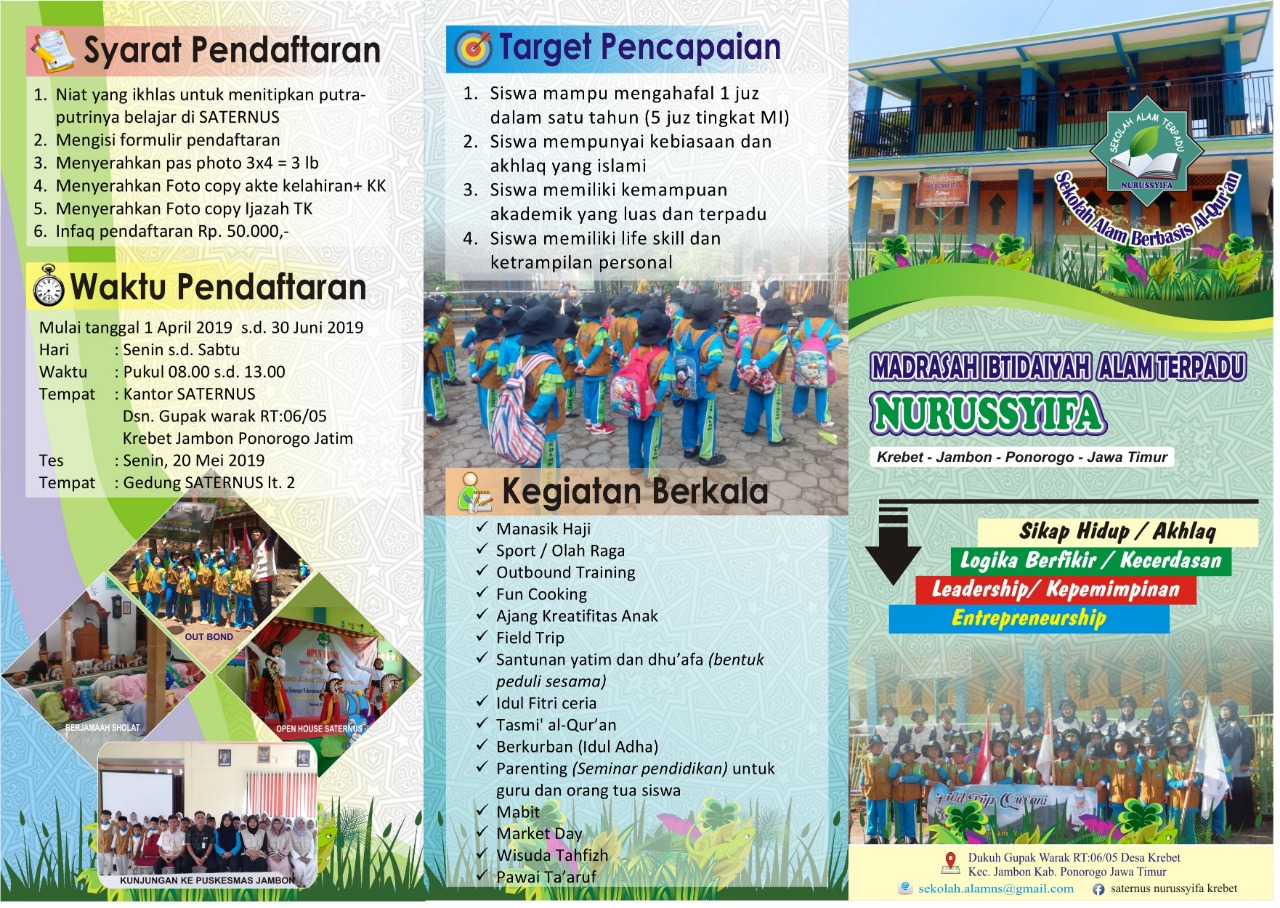 Syarat Pendaftaran
1. Niat yang ikhlas untuk menitipkan putra-
putrinya belajar di SATERNUS
2. Mengisi formulir pendaftaran
3. Menyerahkan pas photo 3x4 = 3 lb
4. Menyerahkan Foto copy akte kelahiran+ KK
5. Menyerahkan Foto copy Ijazah TK
6. Infaq pendaftaran Rp. 50.000,-
Waktu Pendaftaran
Mulai tanggal 1 April 2019 s.d. 30 Juni 2019
Hari : Senin s.d. Sabtu
Waktu : Pukul 08.00 s.d. 13.00
Tempat : Kantor SATERNUS
Dsn. Gupak warak RT:06/05
Krebet Jambon Ponorogo Jatim
Tes : Senin, 20 Mei 2019
Tempat : Gedung SATERNUS lt. 2
OUT BOND
BERJAMAAH SHOLAT
OPEN HOUSE SATERNUS
KUNJUNGAN KE PUSKESMAS JAMBON
Target Pencapaian
1. Siswa mampu mengahafal 1 juz
dalam satu tahun (5 juz tingkat MI)
2. Siswa mempunyai kebiasaan dan
akhlaq yang islami
3. Siswa memiliki kemampuan
akademik yang luas dan terpadu
4. Siswa memiliki life skill dan
ketrampilan personal
Kegiatan Berkala
✓ Manasik Haji
✓ Sport / Olah Raga
✓ Outbound Training
✓ Fun Cooking
✓ Ajang Kreatifitas Anak
✓ Field Trip
✓ Santunan yatim dan dhu'afa (bentuk
peduli sesama)
✓ Idul Fitri ceria
✓ Tasmi' al-Qur'an
✓ Berkurban (Idul Adha)
✓ Parenting (Seminar pendidikan) untuk
guru dan orang tua siswa
✓ Mabit
✓ Market Day
✓ Wisuda Tahfizh
✓ Pawai Ta'aruf
SEKOLAH ALAM TERPADU
NURUSSYIFA
Sekolah Alam Berbasis Al-Qur'an
MADRASAH IBTIDAIYAH ALAM TERPADU
NURUSSYIFA
Krebet - Jambon - Ponorogo - Jawa Timur
Sikap Hidup / Akhlaq
Logika Berfikir / Kecerdasan
Leadership/ Kepemimpinan
Entrepreneurship
Field Trip Qur'ani
Dukuh Gupak Warak RT:06/05 Desa Krebet
Kec. Jambon Kab. Ponorogo Jawa Timur
sekolah.alamns@gmail.com saternus nurussyifa krebet